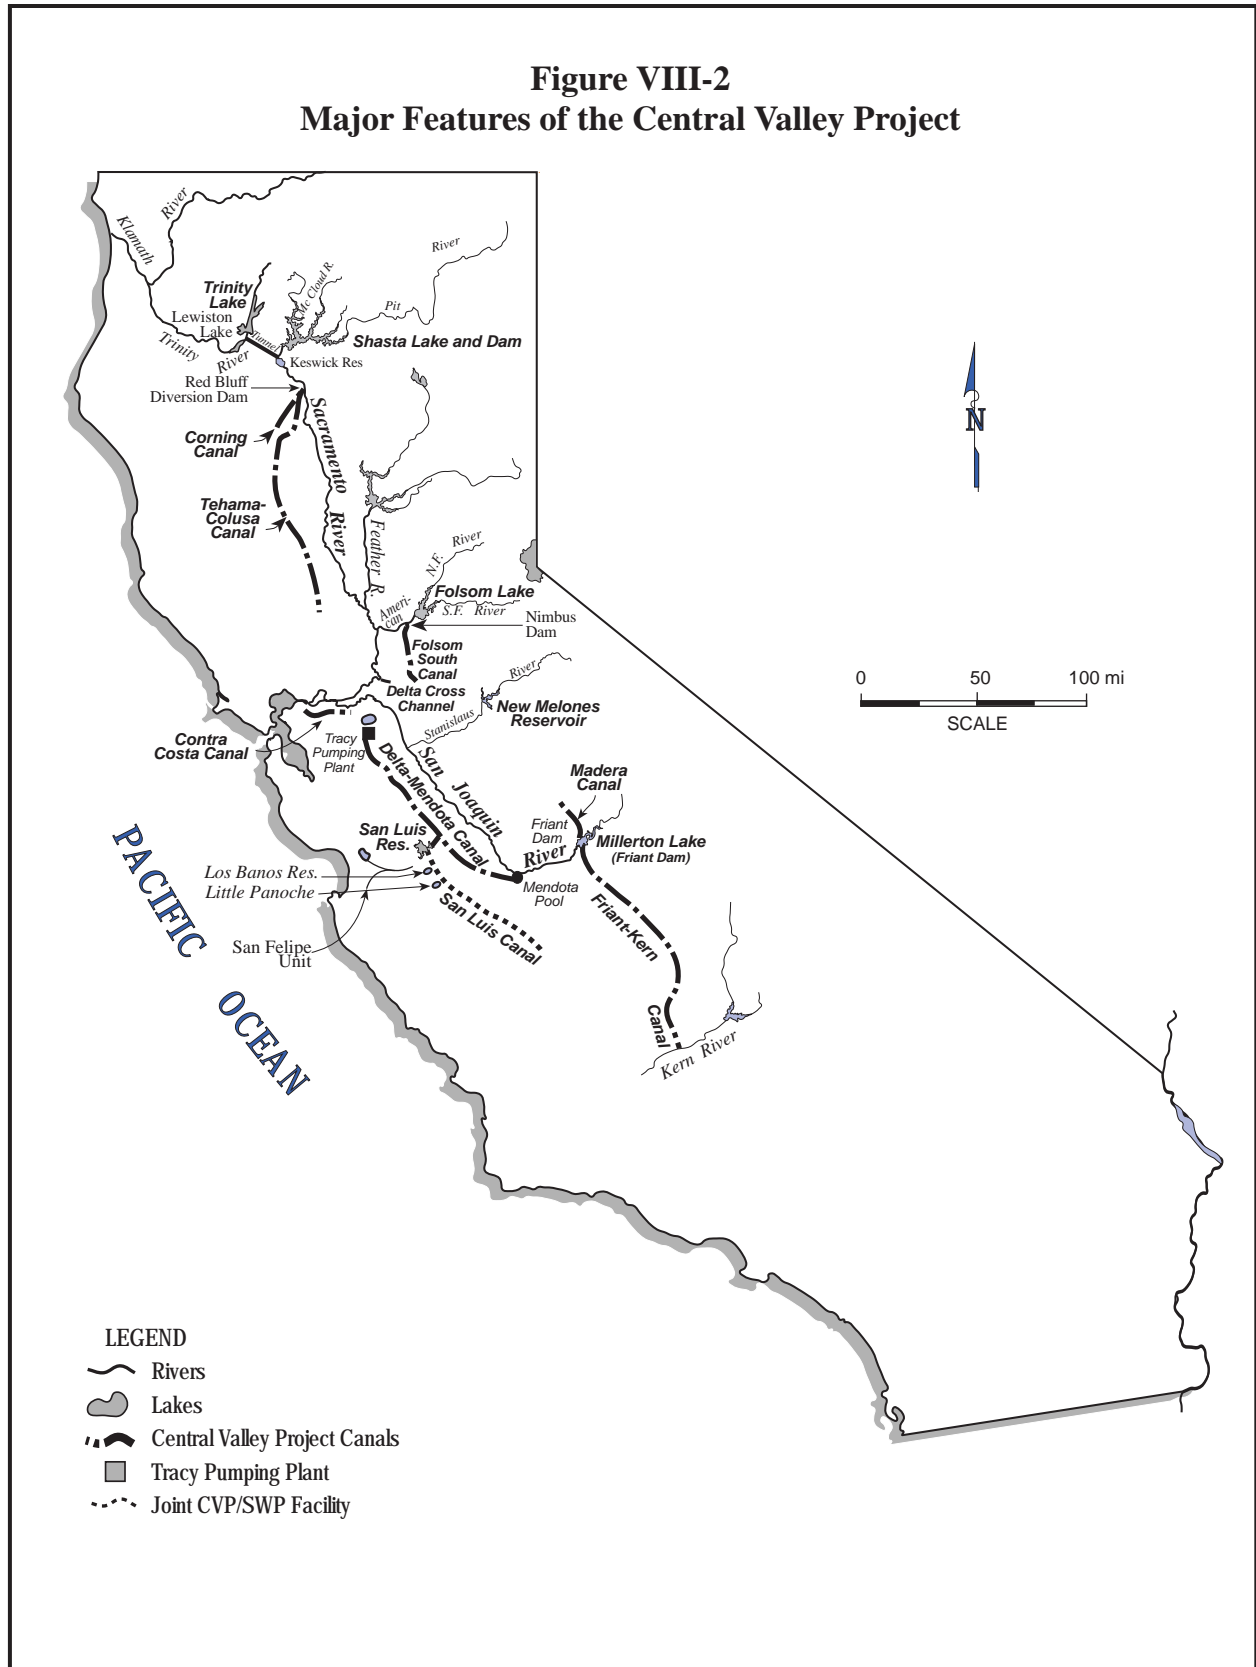 Figure VIII-2
Major Features of the Central Valley Project
Klamath
River
River
Mc Cloud R.
Pit
Trinity
Lake
Lewiston
Lake
Tunnel
Trinity
River
Shasta Lake and Dam
Keswick Res
Red Bluff
Diversion Dam
Corning
Canal
Sacramento
River
Tehama-
Colusa
Canal
Feather R.
N.F.
River
Folsom Lake
S.F. River
Ameri-
can
Nimbus
Dam
Folsom
South
Canal
Delta Cross
Channel
River
Stanislaus
New Melones
Reservoir
Contra
Costa Canal
Tracy
Pumping
Plant
Delta-Mendota Canal
San Joaquin
River
Madera
Canal
Friant
Dam
Millerton Lake
(Friant Dam)
San Luis
Res.
Los Banos Res.
Little Panoche
Mendota
Pool
San Luis Canal
San Felipe
Unit
Friant-Kern
Canal
Kern River
PACIFIC
OCEAN
N
0 50 100 mi
SCALE
LEGEND
Rivers
Lakes
Central Valley Project Canals
Tracy Pumping Plant
Joint CVP/SWP Facility